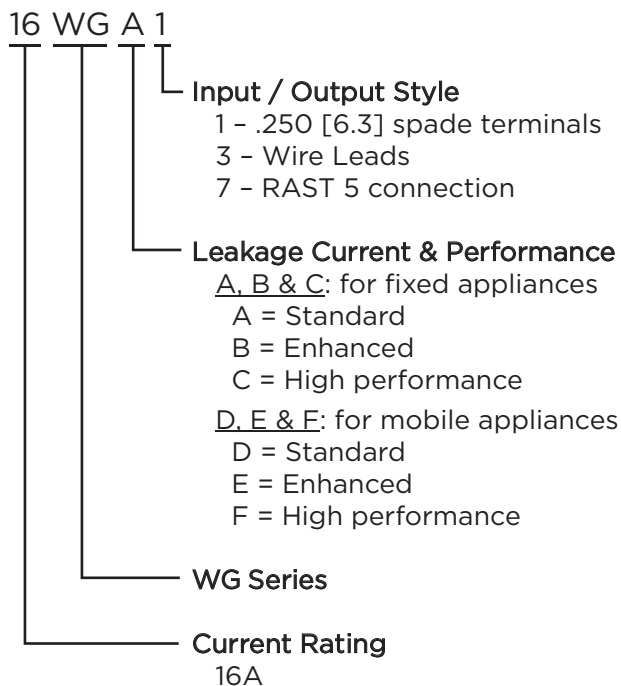 16 WG A 1
Input / Output Style
1 – .250 [6.3] spade terminals
3 – Wire Leads
7 – RAST 5 connection
Leakage Current & Performance
A, B & C: for fixed appliances
A = Standard
B = Enhanced
C = High performance
D, E & F: for mobile appliances
D = Standard
E = Enhanced
F = High performance
WG Series
Current Rating
16A